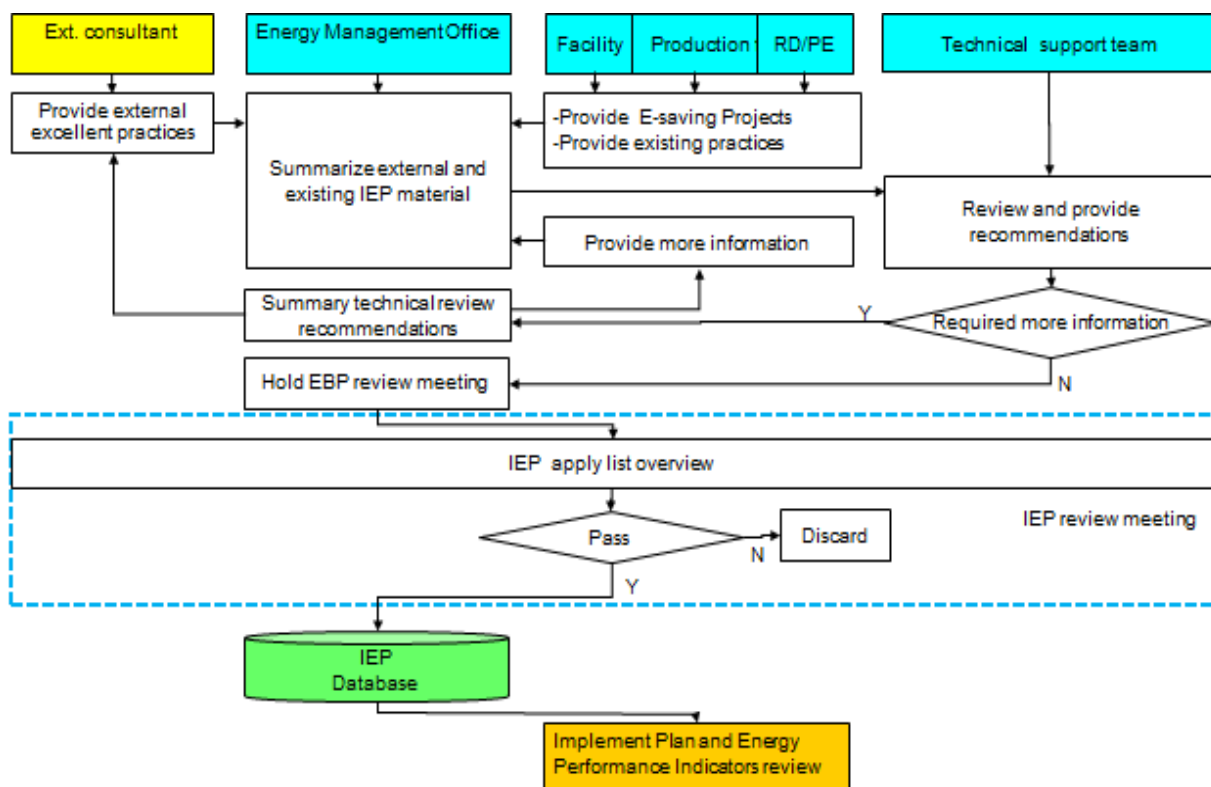 Ext. consultant
Energy Management Office
Facility
Production
RD/PE
Technical support team
Provide external
excellent practices
Summarize external and
existing IEP material
-Provide E-saving Projects
-Provide existing practices
Review and provide
recommendations
Provide more information
Summary technical review
recommendations
Y
Required more information
Hold EBP review meeting
N
IEP apply list overview
IEP review meeting
Pass
N
Discard
Y
IEP
Database
Implement Plan and Energy
Performance Indicators review